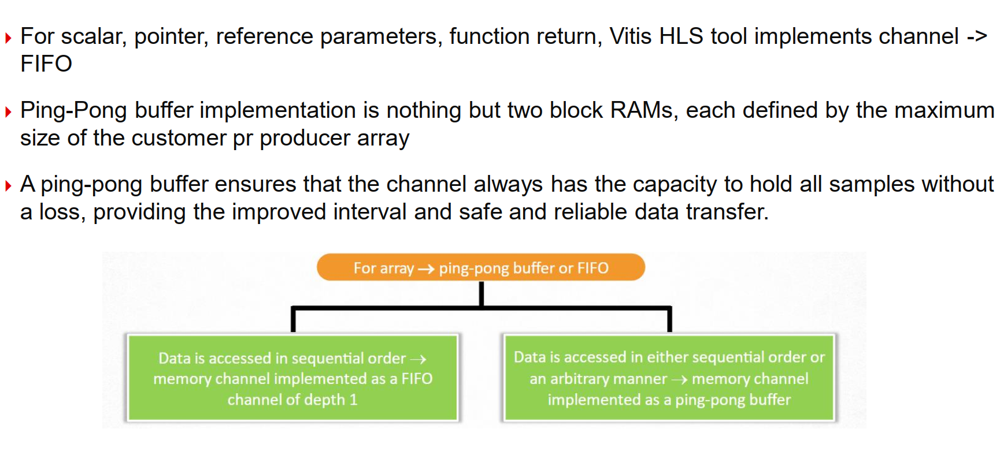 For scalar, pointer, reference parameters, function return, Vitis HLS tool implements channel ->
FIFO
Ping-Pong buffer implementation is nothing but two block RAMs, each defined by the maximum
size of the customer pr producer array
A ping-pong buffer ensures that the channel always has the capacity to hold all samples without
a loss, providing the improved interval and safe and reliable data transfer.
For array → ping-pong buffer or FIFO
Data is accessed in sequential order →
memory channel implemented as a FIFO
channel of depth 1
Data is accessed in either sequential order or
an arbitrary manner → memory channel
implemented as a ping-pong buffer